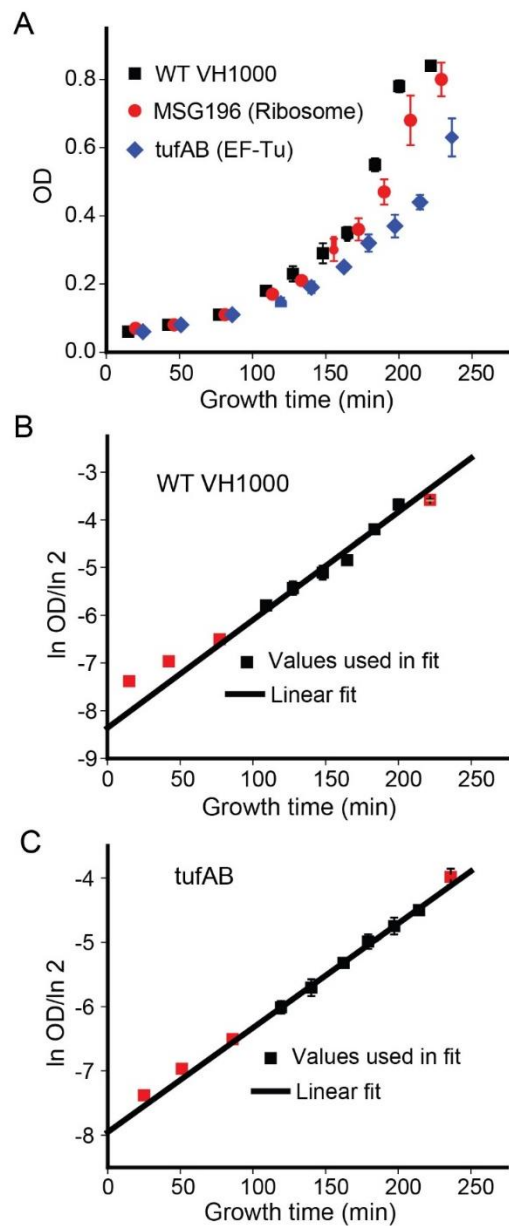 A
OD
0.8
0.6
0.4
0.2
0.0
WT VH1000
MSG196 (Ribosome)
tufAB (EF-Tu)
0 50 100 150 200 250
Growth time (min)
B
ln OD/ln 2
-3
-4
-5
-6
-7
-8
-9
WT VH1000
Values used in fit
Linear fit
0 50 100 150 200 250
Growth time (min)
C
ln OD/ln 2
-4
-5
-6
-7
-8
tufAB
Values used in fit
Linear fit
0 50 100 150 200 250
Growth time (min)